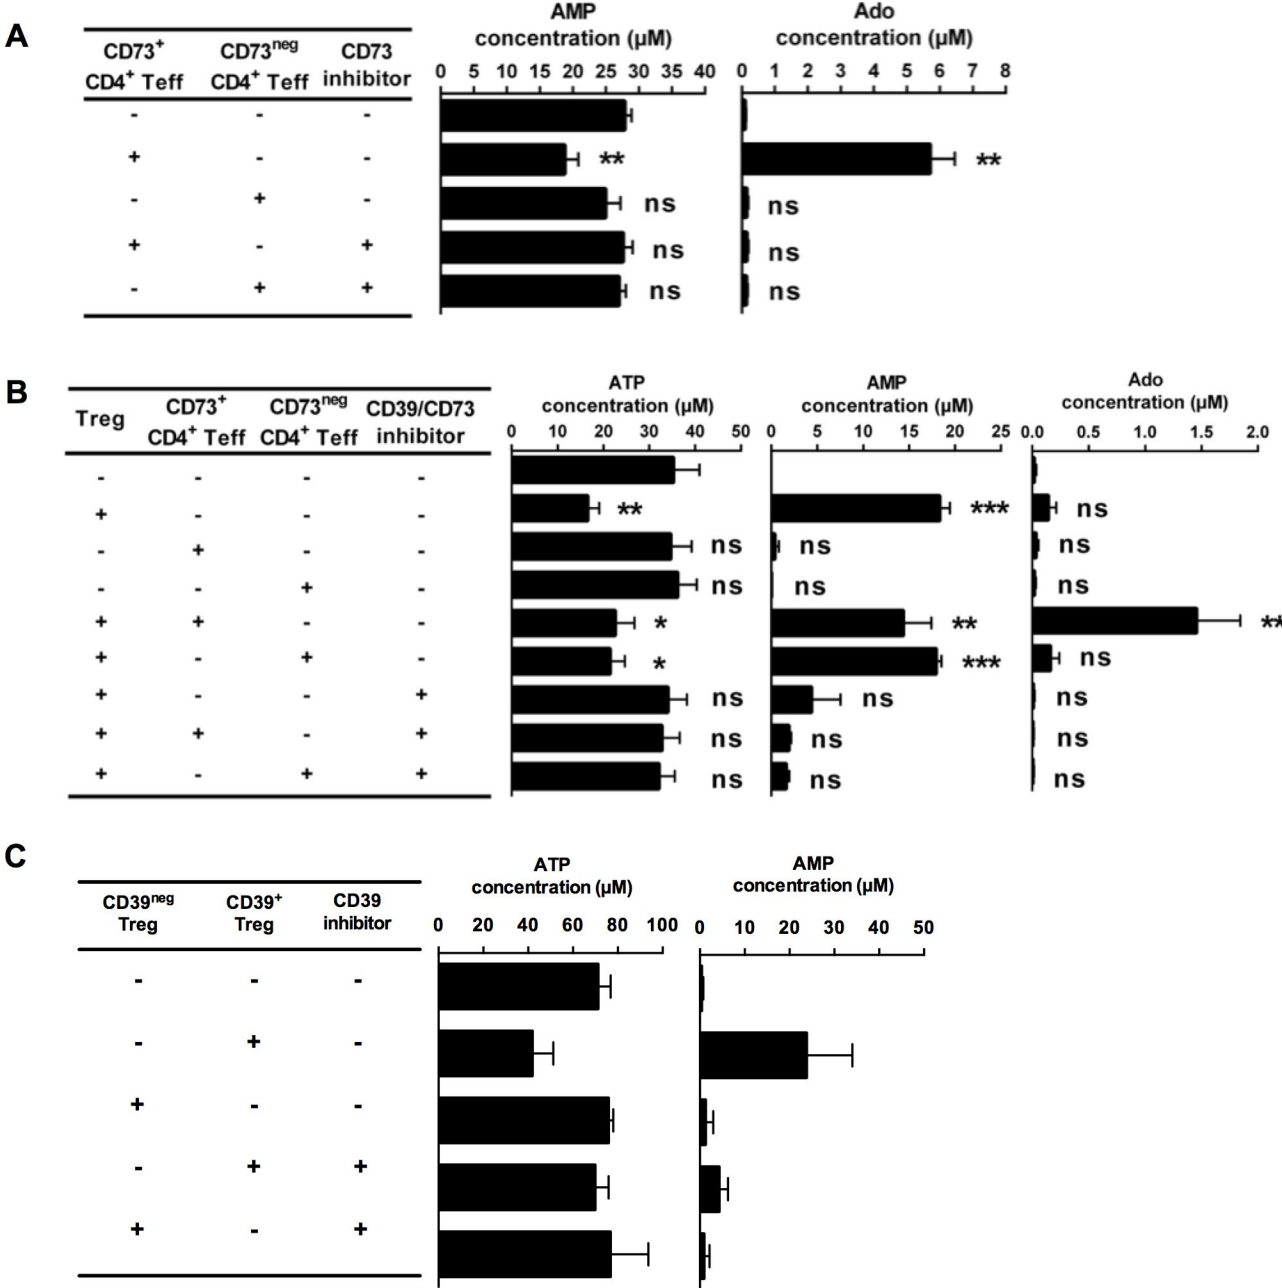 A
CD73+ CD73neg CD73
CD4+ Teff CD4+ Teff inhibitor
AMP
concentration (μM)
0 5 10 15 20 25 30 35 40
Ado
concentration (μM)
0 1 2 3 4 5 6 7 8
- - -
+ - - ** **
- + - ns ns
+ - + ns ns
- + + ns ns
B
Treg CD73+ CD73neg CD39/CD73
CD4+ Teff CD4+ Teff inhibitor
ATP
concentration (μM)
0 10 20 30 40 50
AMP
concentration (μM)
0 5 10 15 20 25
Ado
concentration (μM)
0.0 0.5 1.0 1.5 2.0
- - - -
+ - - - ** *** ns
- + - - ns ns ns
- - + - ns ns ns
+ + - - * ** **
+ - + - * *** ns
+ - - + ns ns ns
+ + - + ns ns ns
+ - + + ns ns ns
C
CD39neg CD39+ CD39
Treg Treg inhibitor
ATP
concentration (μM)
0 20 40 60 80 100
AMP
concentration (μM)
0 10 20 30 40 50
- - -
- + -
+ - -
- + +
+ - +